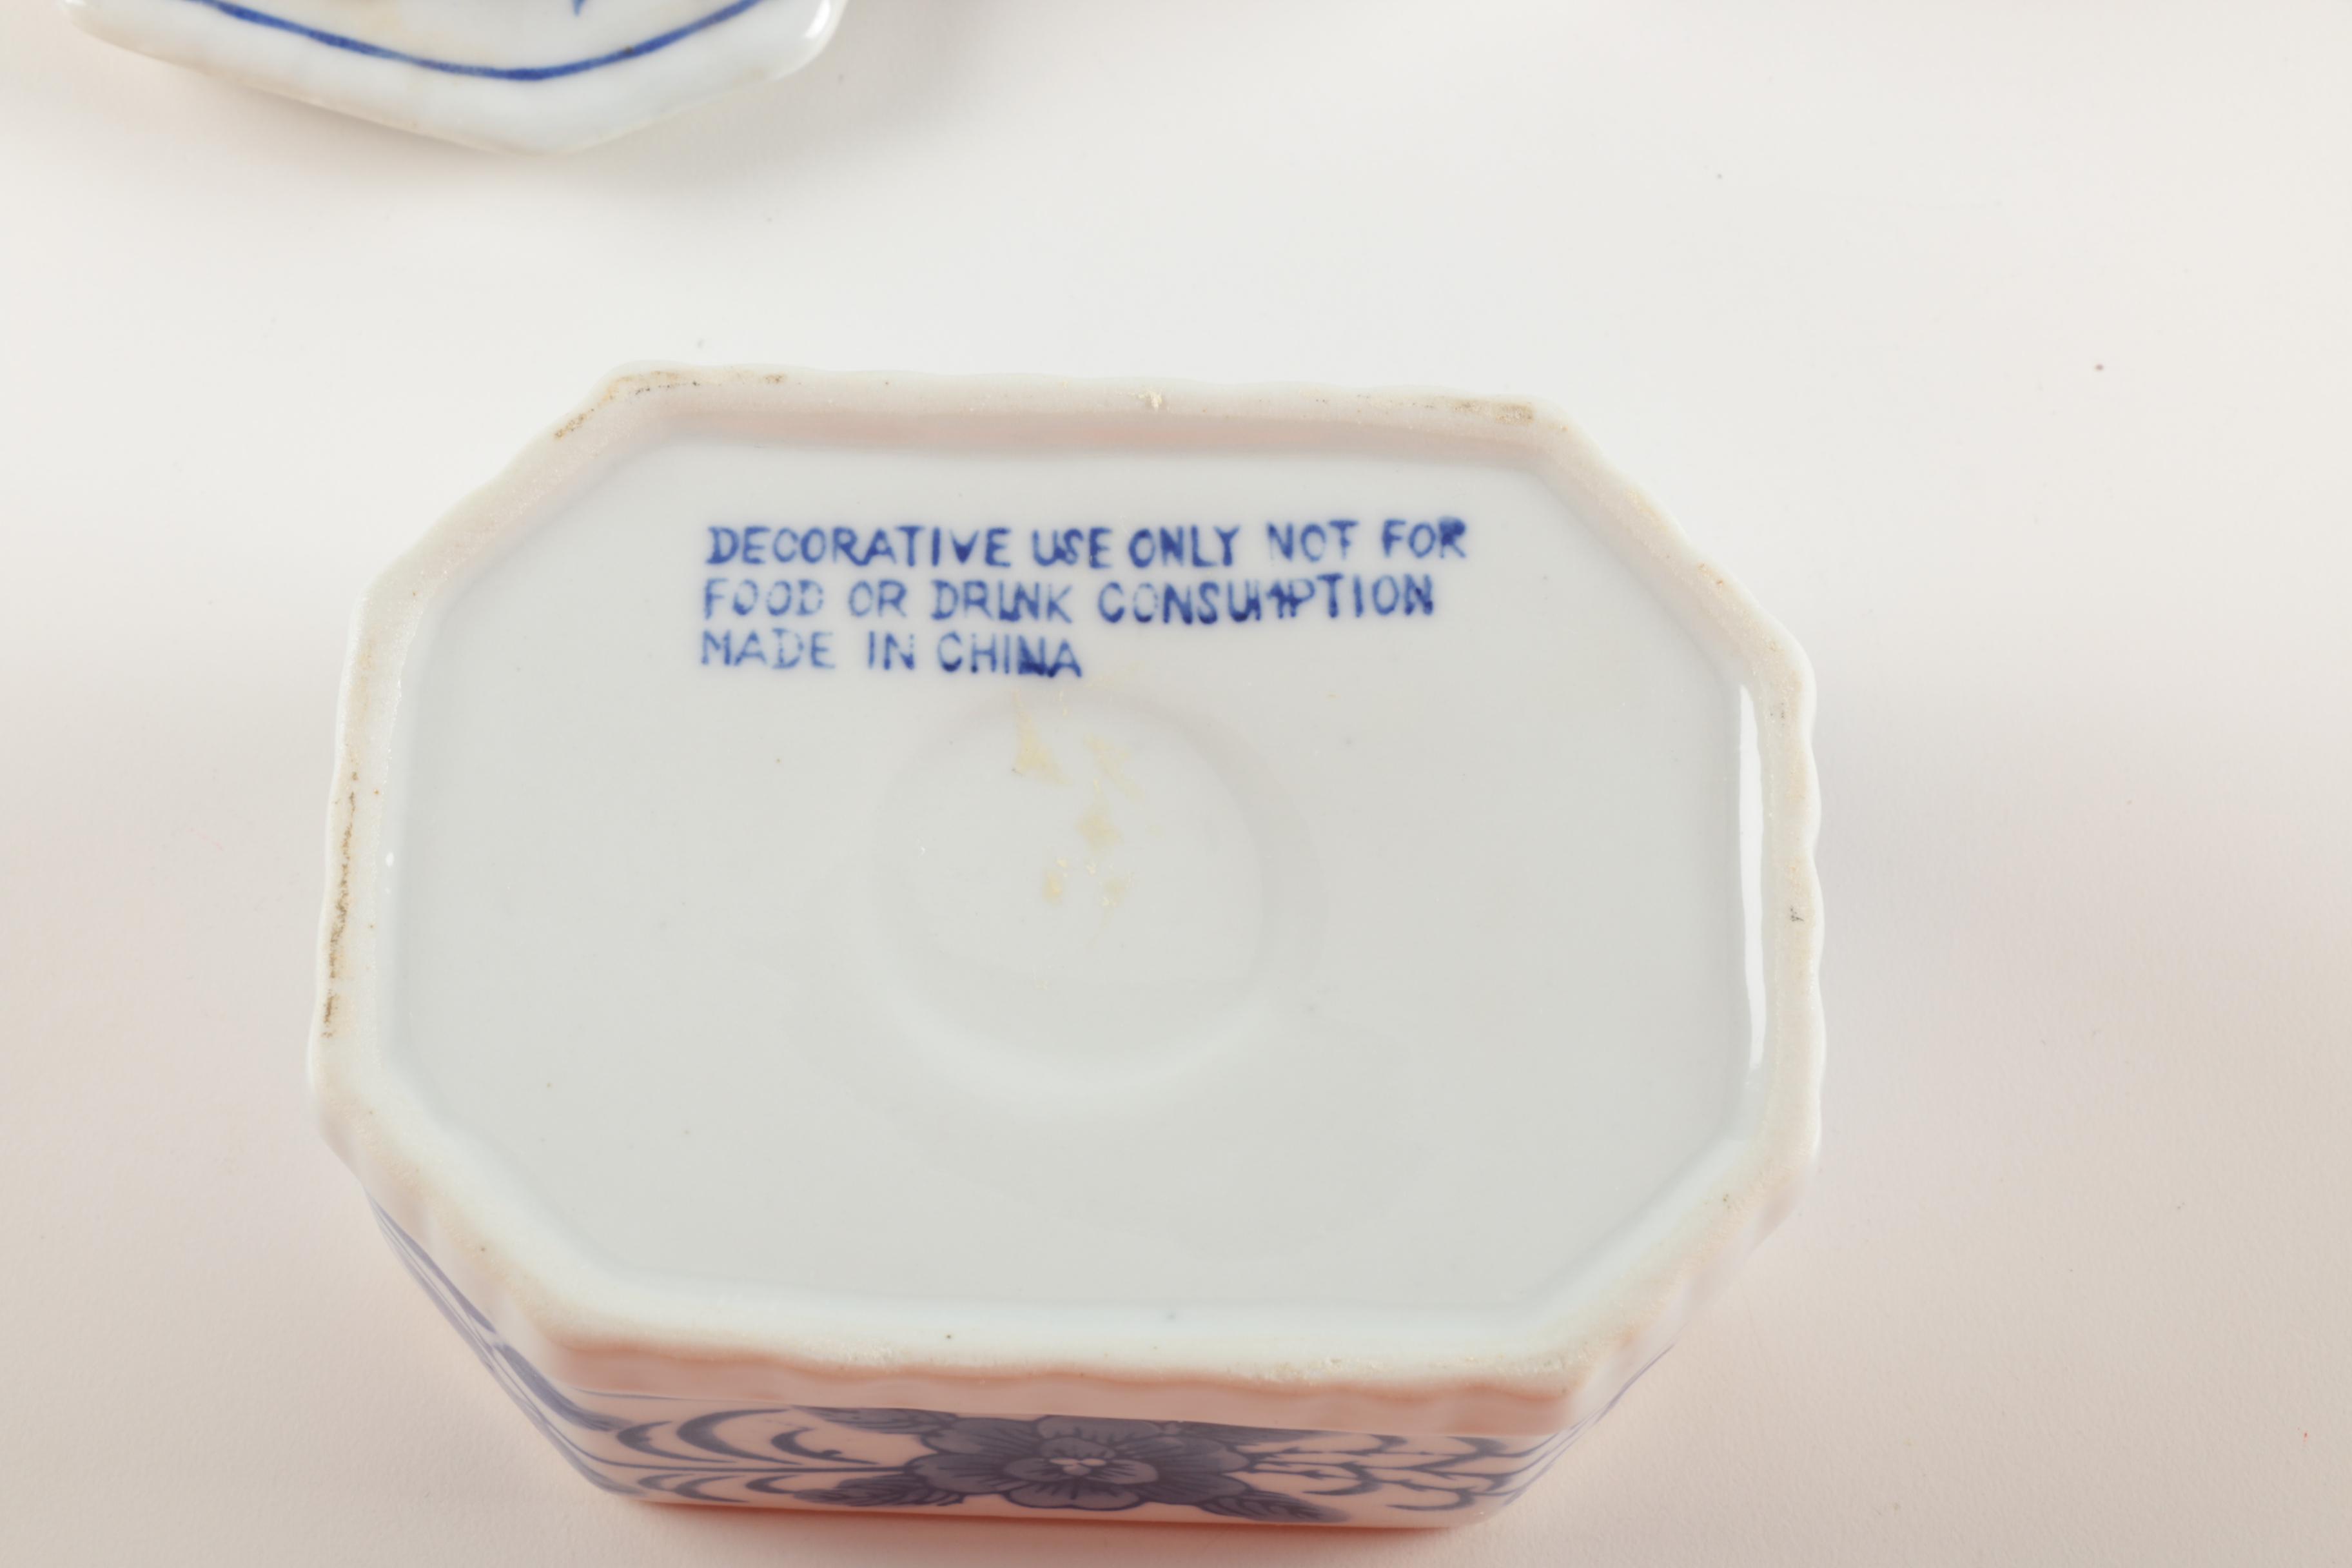 DECORATIVE USE ONLY NOT FOR
FOOD OR DRINK CONSUMPTION
MADE IN CHINA